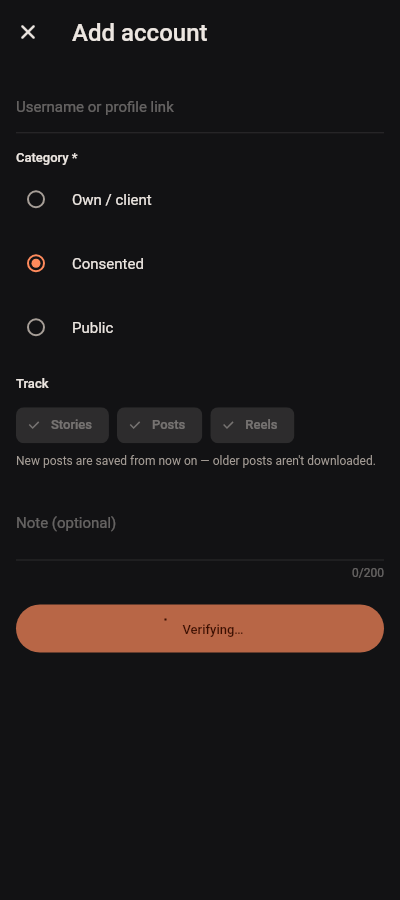 Add account
Username or profile link
Category *
Own / client
Consented
Public
Track
Stories
Posts
Reels
New posts are saved from now on — older posts aren't downloaded.
Note (optional)
0/200
Verifying…